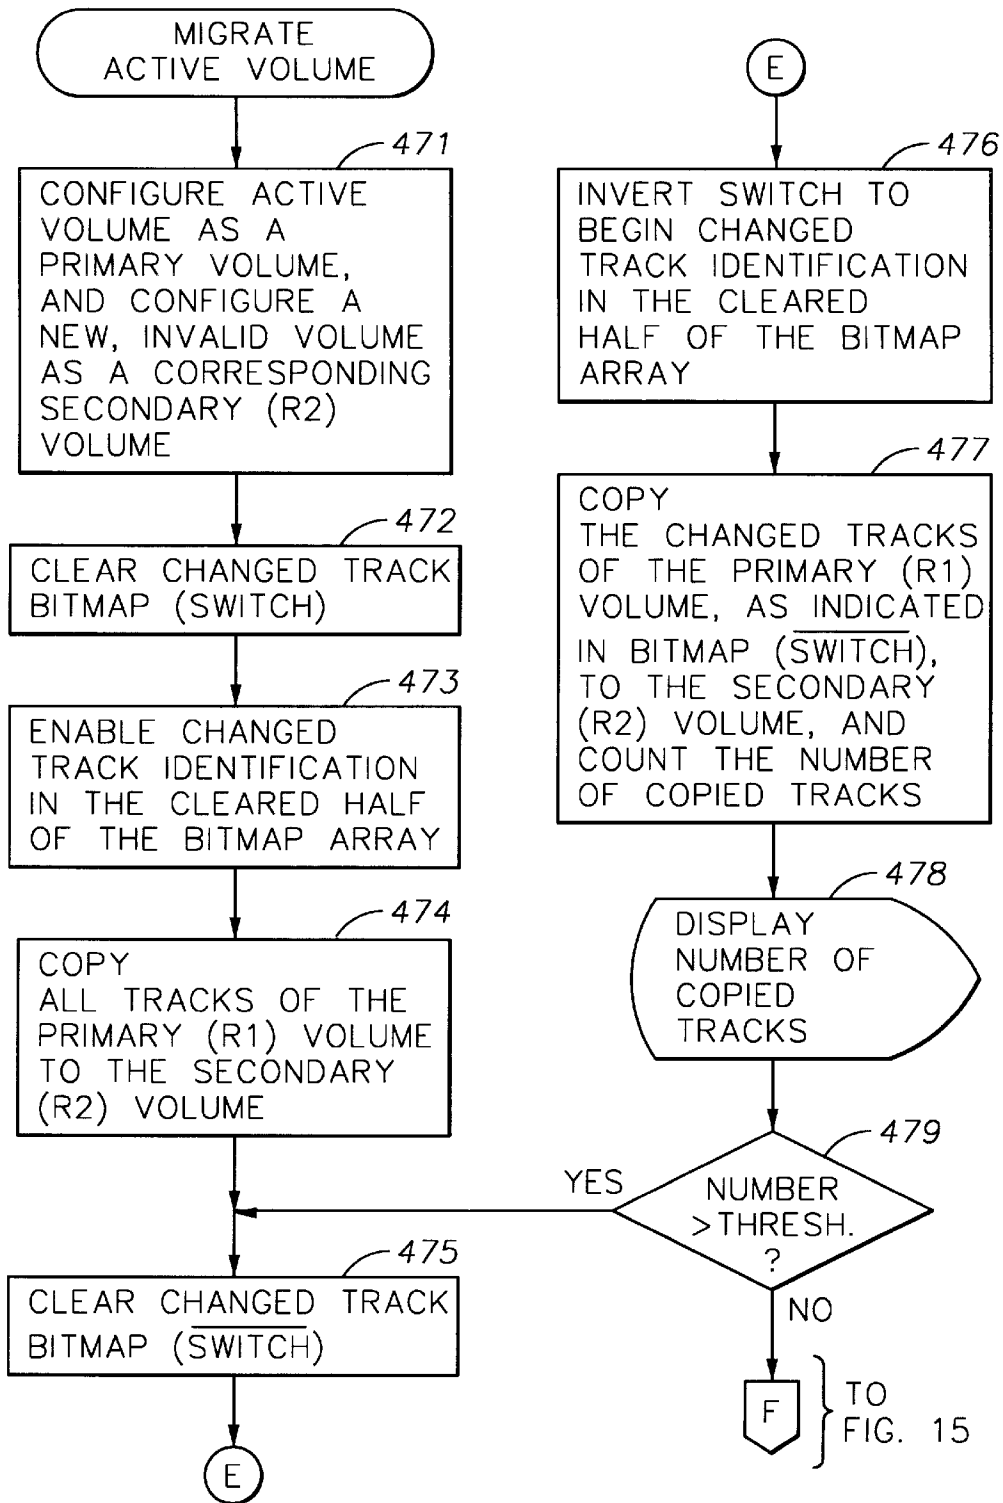 MIGRATE
ACTIVE VOLUME
471
CONFIGURE ACTIVE
VOLUME AS A
PRIMARY VOLUME,
AND CONFIGURE A
NEW, INVALID VOLUME
AS A CORRESPONDING
SECONDARY (R2)
VOLUME
472
CLEAR CHANGED TRACK
BITMAP (SWITCH)
473
ENABLE CHANGED
TRACK IDENTIFICATION
IN THE CLEARED HALF
OF THE BITMAP ARRAY
474
COPY
ALL TRACKS OF THE
PRIMARY (R1) VOLUME
TO THE SECONDARY
(R2) VOLUME
475
CLEAR CHANGED TRACK
BITMAP (S̅W̅I̅T̅C̅H̅)
E
E
476
INVERT SWITCH TO
BEGIN CHANGED
TRACK IDENTIFICATION
IN THE CLEARED
HALF OF THE BITMAP
ARRAY
477
COPY
THE CHANGED TRACKS
OF THE PRIMARY (R1)
VOLUME, AS INDICATED
IN BITMAP (S̅W̅I̅T̅C̅H̅),
TO THE SECONDARY
(R2) VOLUME, AND
COUNT THE NUMBER
OF COPIED TRACKS
478
DISPLAY
NUMBER OF
COPIED
TRACKS
479
NUMBER
>THRESH.
?
YES
NO
F
TO
FIG. 15